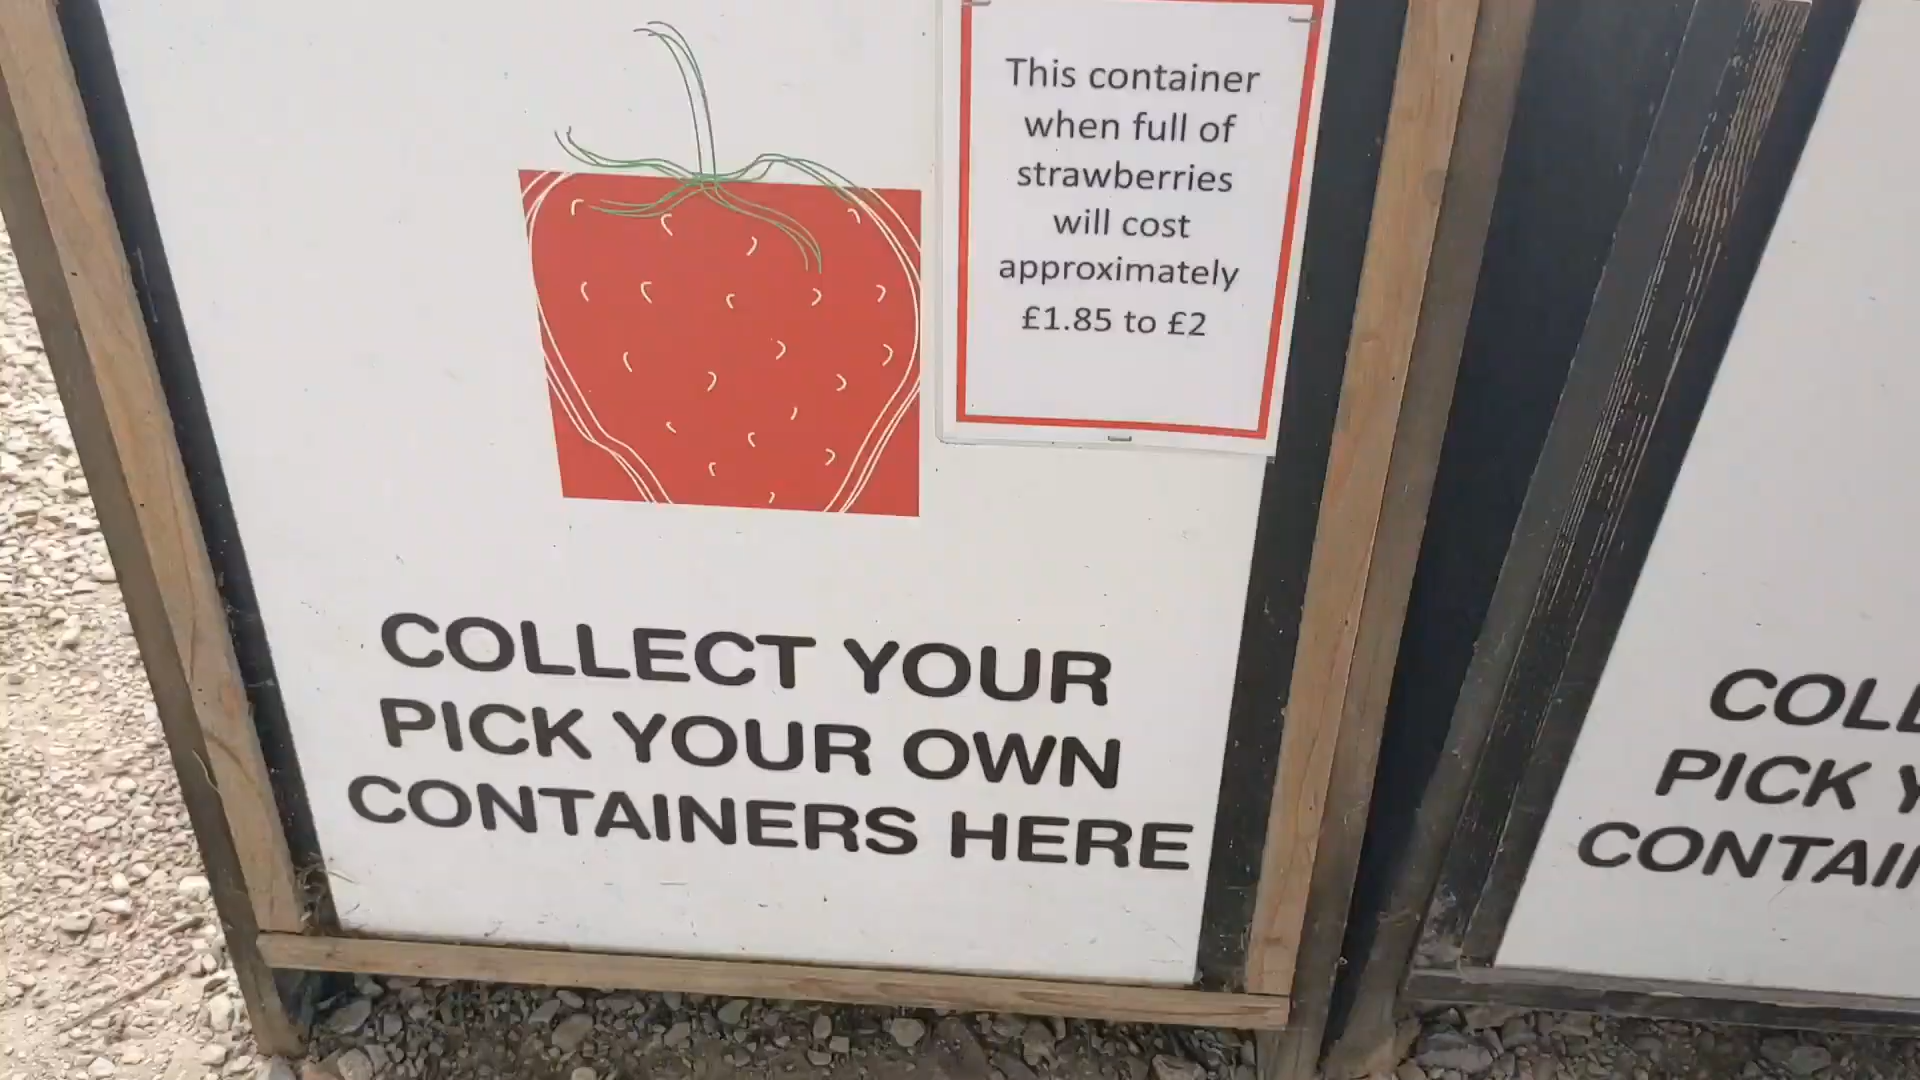 This container
when full of
strawberries
will cost
approximately
£1.85 to £2
COLLECT YOUR
PICK YOUR OWN
CONTAINERS HERE
PICK